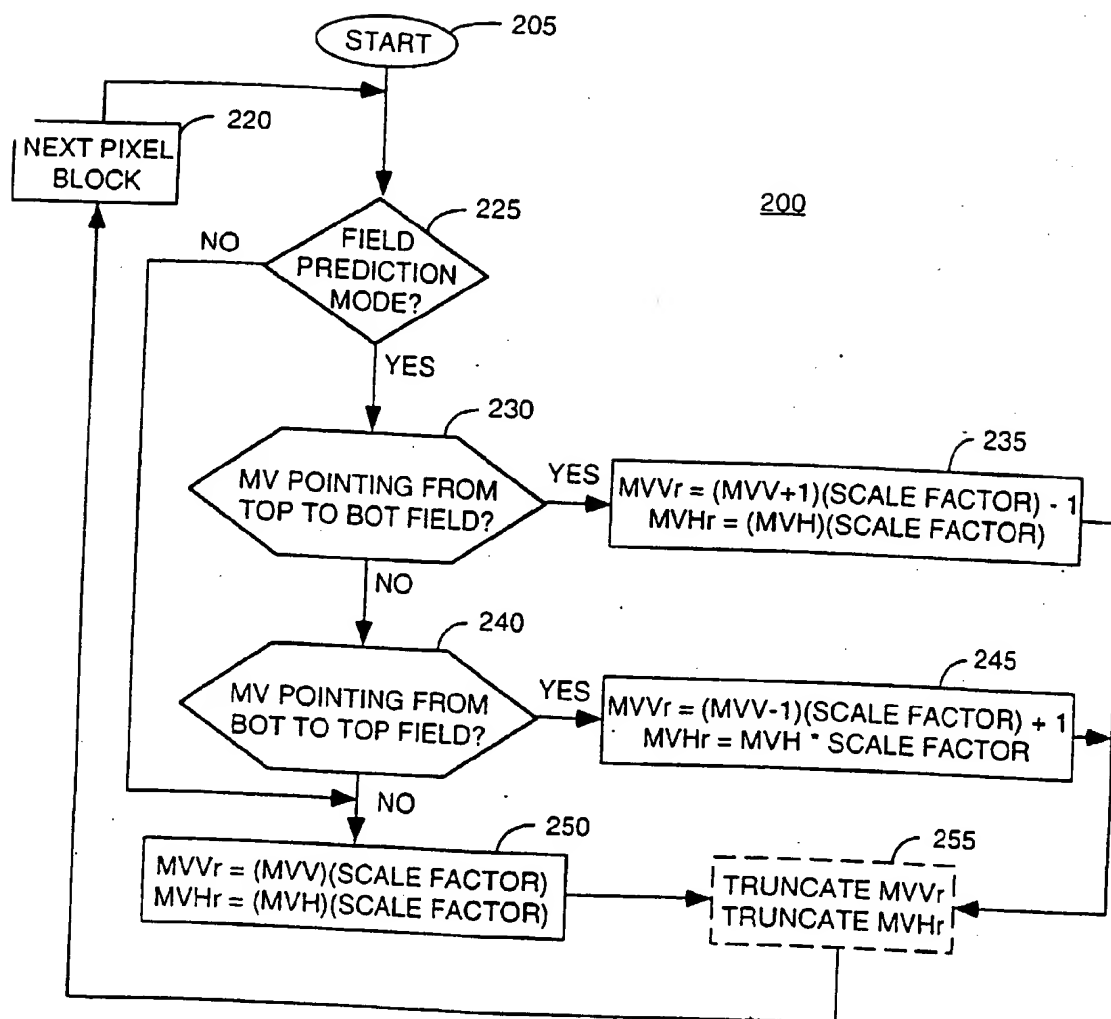 START
205
220
NEXT PIXEL
BLOCK
225
200
NO
FIELD
PREDICTION
MODE?
YES
230
235
MV POINTING FROM
TOP TO BOT FIELD?
YES
MVVr = (MVV+1)(SCALE FACTOR) - 1
MVHr = (MVH)(SCALE FACTOR)
NO
240
245
MV POINTING FROM
BOT TO TOP FIELD?
YES
MVVr = (MVV-1)(SCALE FACTOR) + 1
MVHr = MVH * SCALE FACTOR
NO
250
255
MVVr = (MVV)(SCALE FACTOR)
MVHr = (MVH)(SCALE FACTOR)
TRUNCATE MVVr
TRUNCATE MVHr